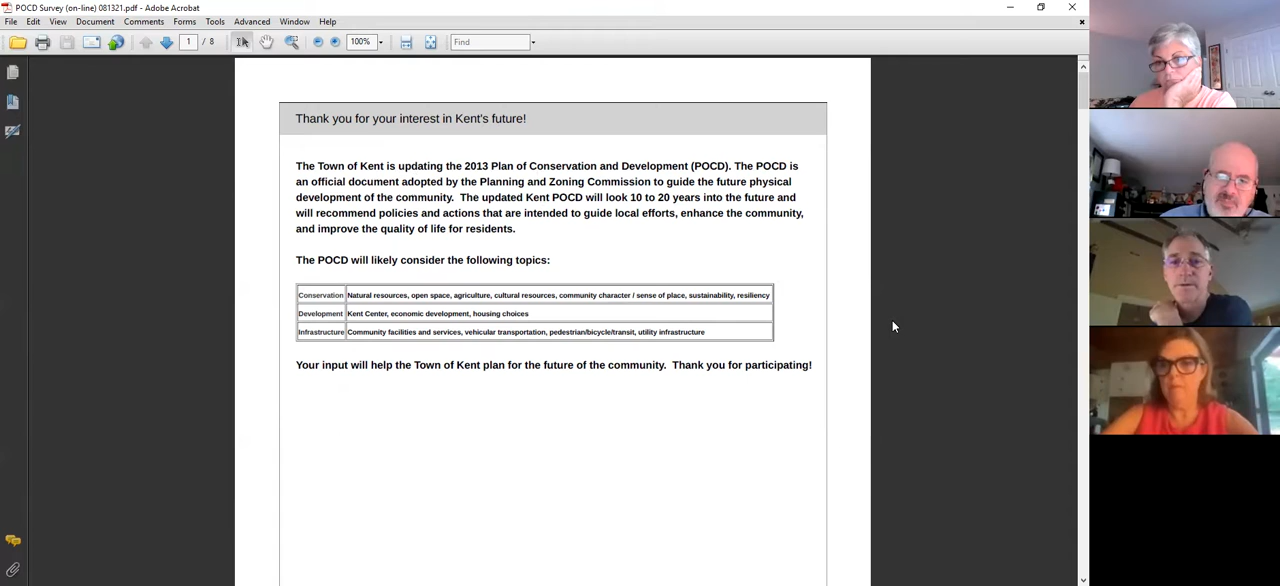 POCD Survey (on-line) 081321.pdf - Adobe Acrobat
File Edit View Document Comments Forms Tools Advanced Window Help
1 / 8 100% Find
Thank you for your interest in Kent's future!
The Town of Kent is updating the 2013 Plan of Conservation and Development (POCD). The POCD is
an official document adopted by the Planning and Zoning Commission to guide the future physical
development of the community. The updated Kent POCD will look 10 to 20 years into the future and
will recommend policies and actions that are intended to guide local efforts, enhance the community,
and improve the quality of life for residents.
The POCD will likely consider the following topics:
Conservation Natural resources, open space, agriculture, cultural resources, community character / sense of place, sustainability, resiliency
Development Kent Center, economic development, housing choices
Infrastructure Community facilities and services, vehicular transportation, pedestrian/bicycle/transit, utility infrastructure
Your input will help the Town of Kent plan for the future of the community. Thank you for participating!